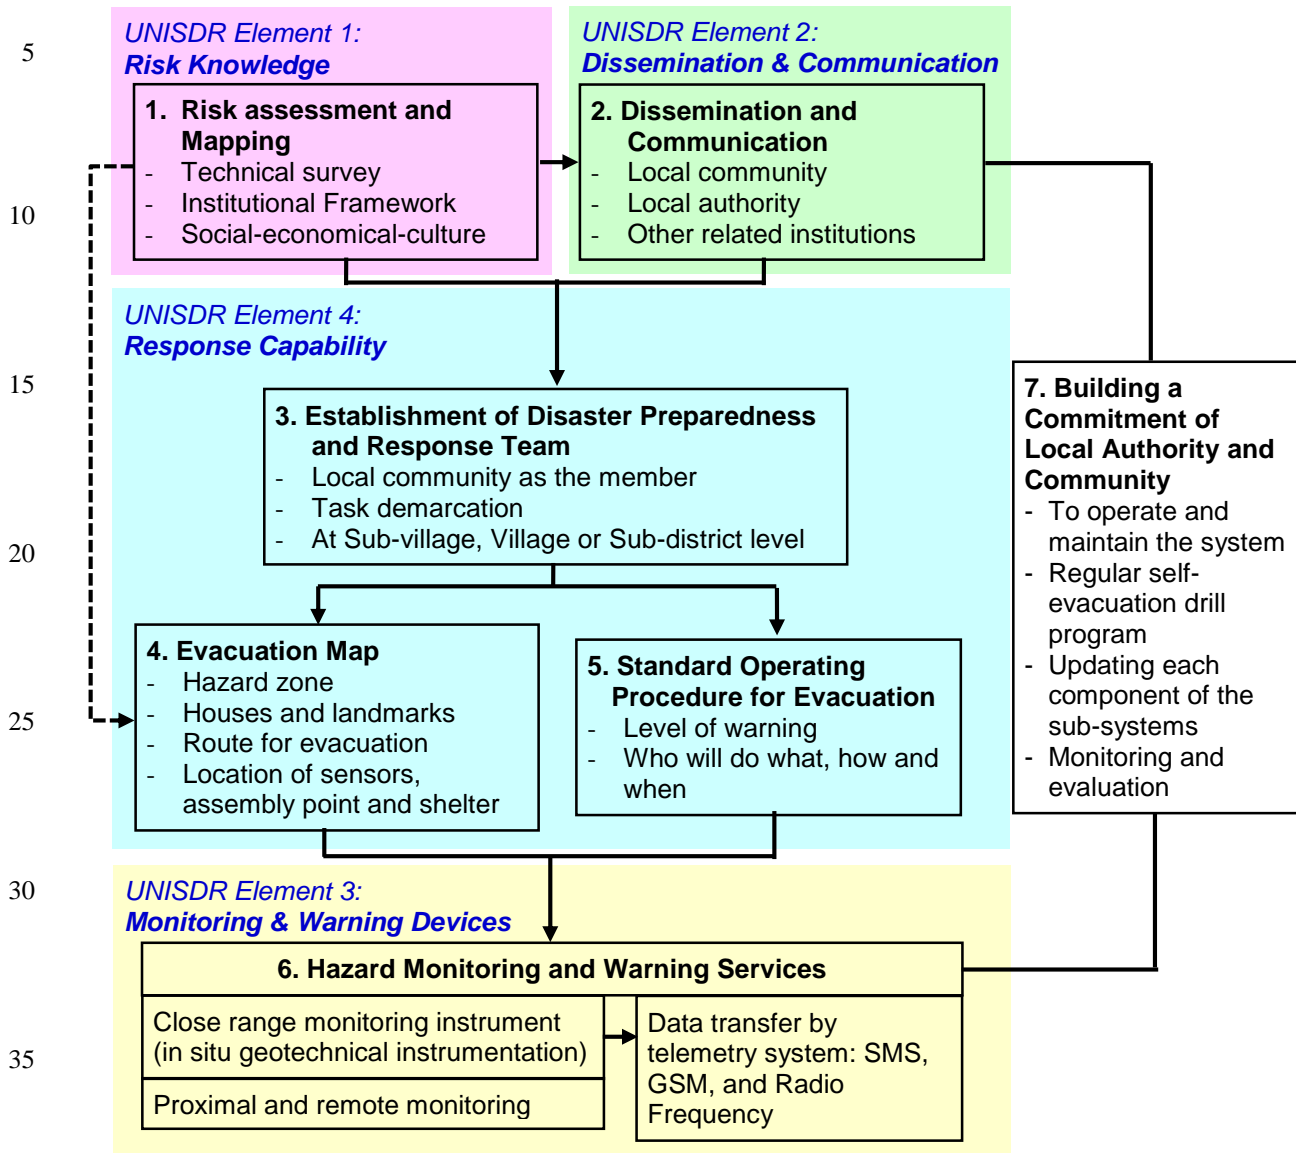 5
UNISDR Element 1:
Risk Knowledge
1. Risk assessment and
Mapping
- Technical survey
- Institutional Framework
- Social-economical-culture
UNISDR Element 2:
Dissemination & Communication
2. Dissemination and
Communication
- Local community
- Local authority
- Other related institutions
10
UNISDR Element 4:
Response Capability
15
3. Establishment of Disaster Preparedness
and Response Team
- Local community as the member
- Task demarcation
- At Sub-village, Village or Sub-district level
20
4. Evacuation Map
- Hazard zone
- Houses and landmarks
- Route for evacuation
- Location of sensors,
assembly point and shelter
5. Standard Operating
Procedure for Evacuation
- Level of warning
- Who will do what, how and
when
25
7. Building a
Commitment of
Local Authority and
Community
- To operate and
maintain the system
- Regular self-
evacuation drill
program
- Updating each
component of the
sub-systems
- Monitoring and
evaluation
30
UNISDR Element 3:
Monitoring & Warning Devices
6. Hazard Monitoring and Warning Services
Close range monitoring instrument
(in situ geotechnical instrumentation)
Proximal and remote monitoring
Data transfer by
telemetry system: SMS,
GSM, and Radio
Frequency
35